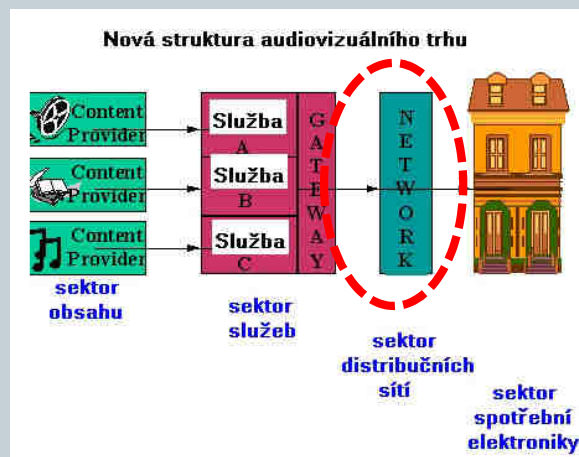 Nová struktura audiovizuálního trhu
Content
Provider
Content
Provider
Content
Provider
sektor
obsahu
Služba
A
Služba
B
Služba
C
GATEWAY
sektor
služeb
NETWORK
sektor
distribučních
sítí
sektor
spotřební
elektroniky